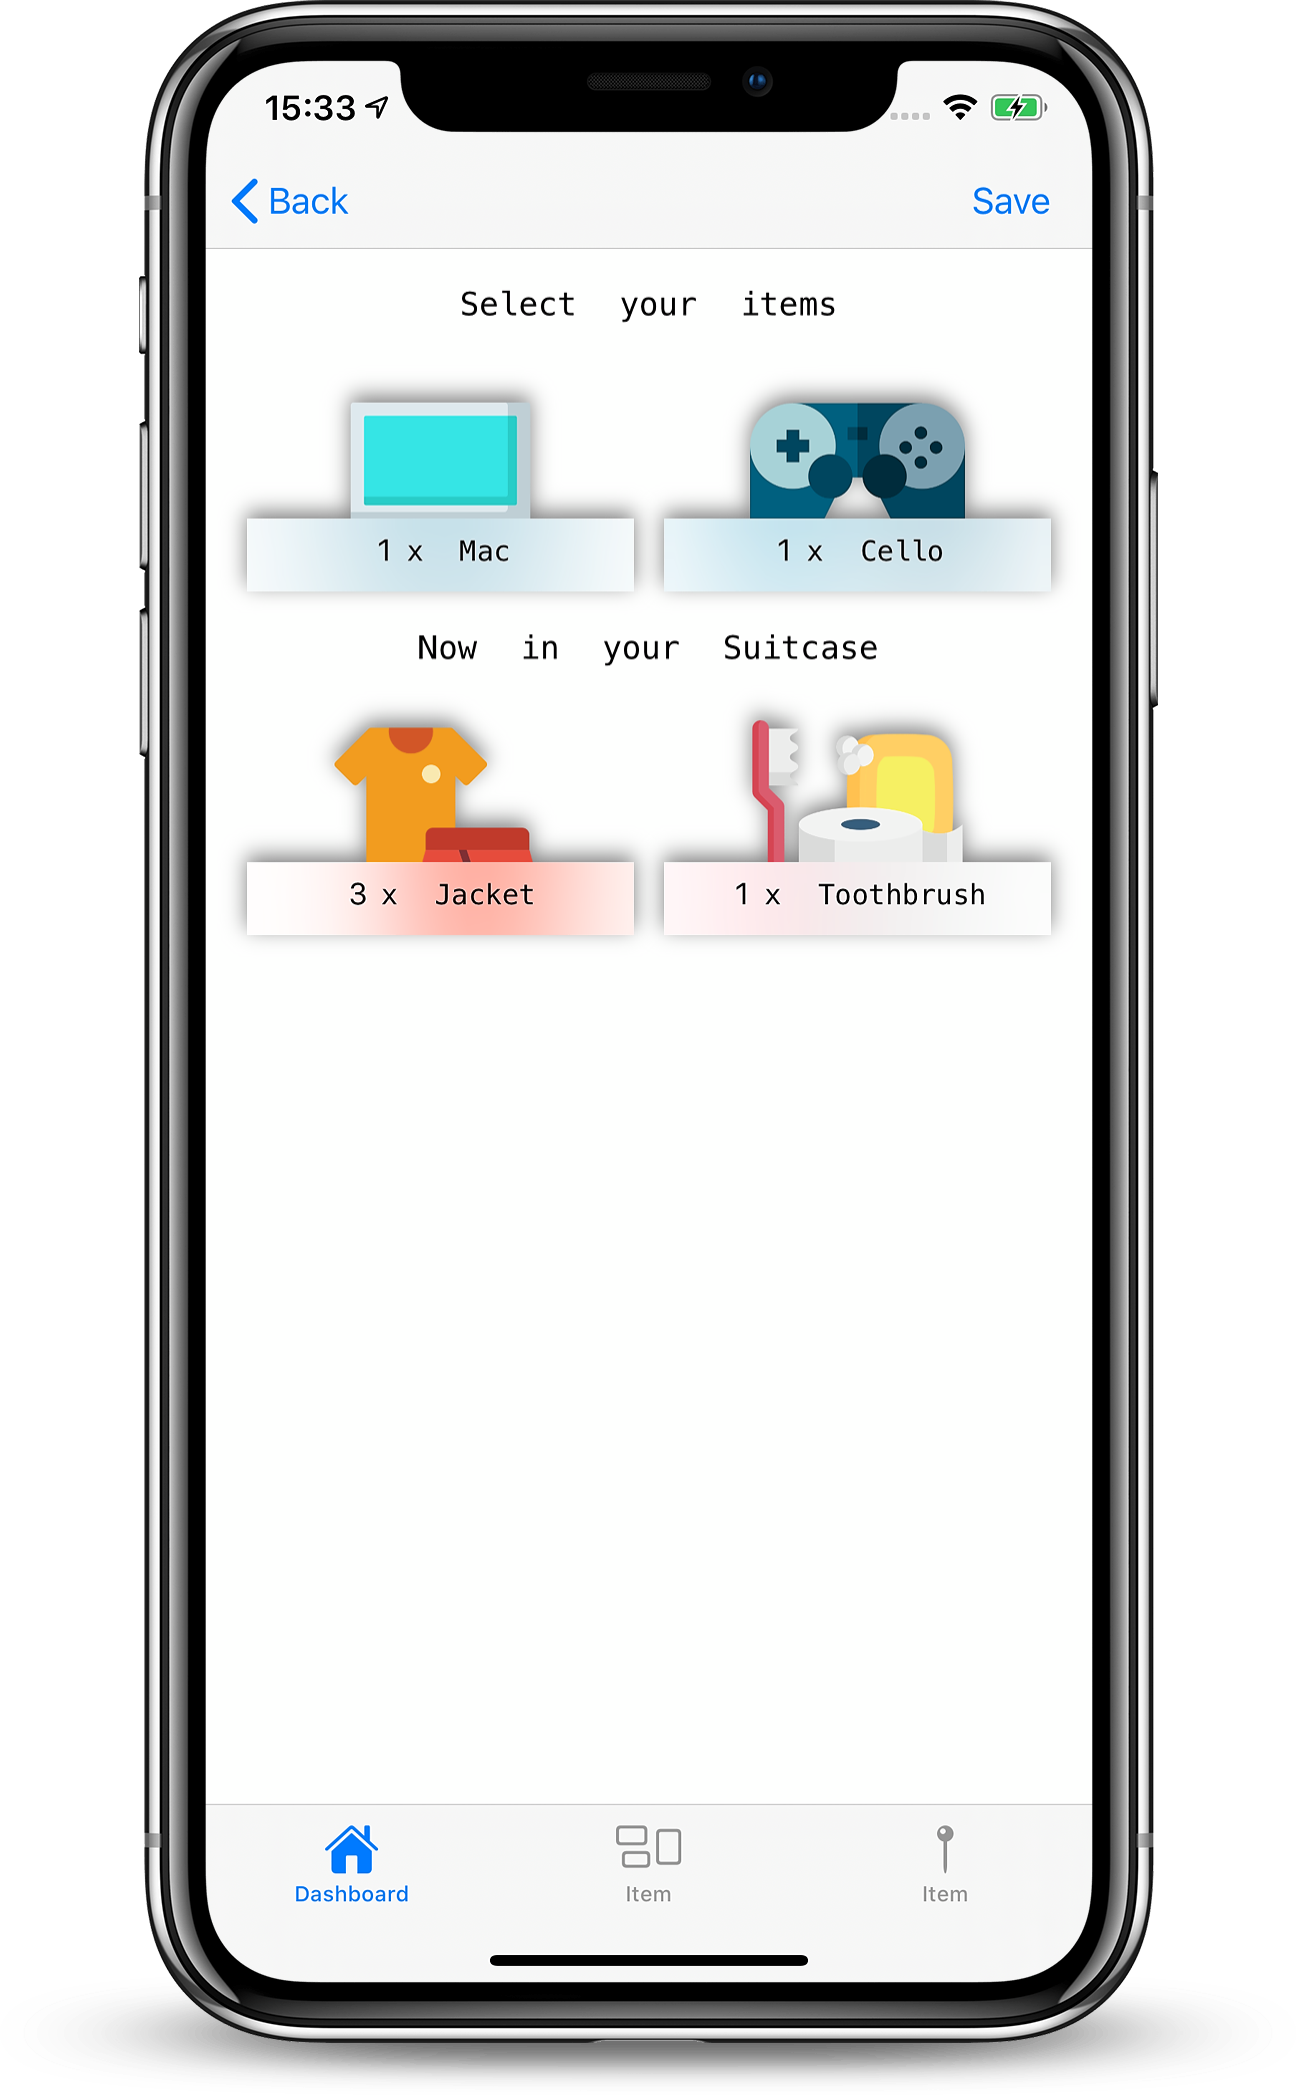 15:33
Back Save
Select your items
1 x Mac 1 x Cello
Now in your Suitcase
3 x Jacket 1 x Toothbrush
Dashboard Item Item